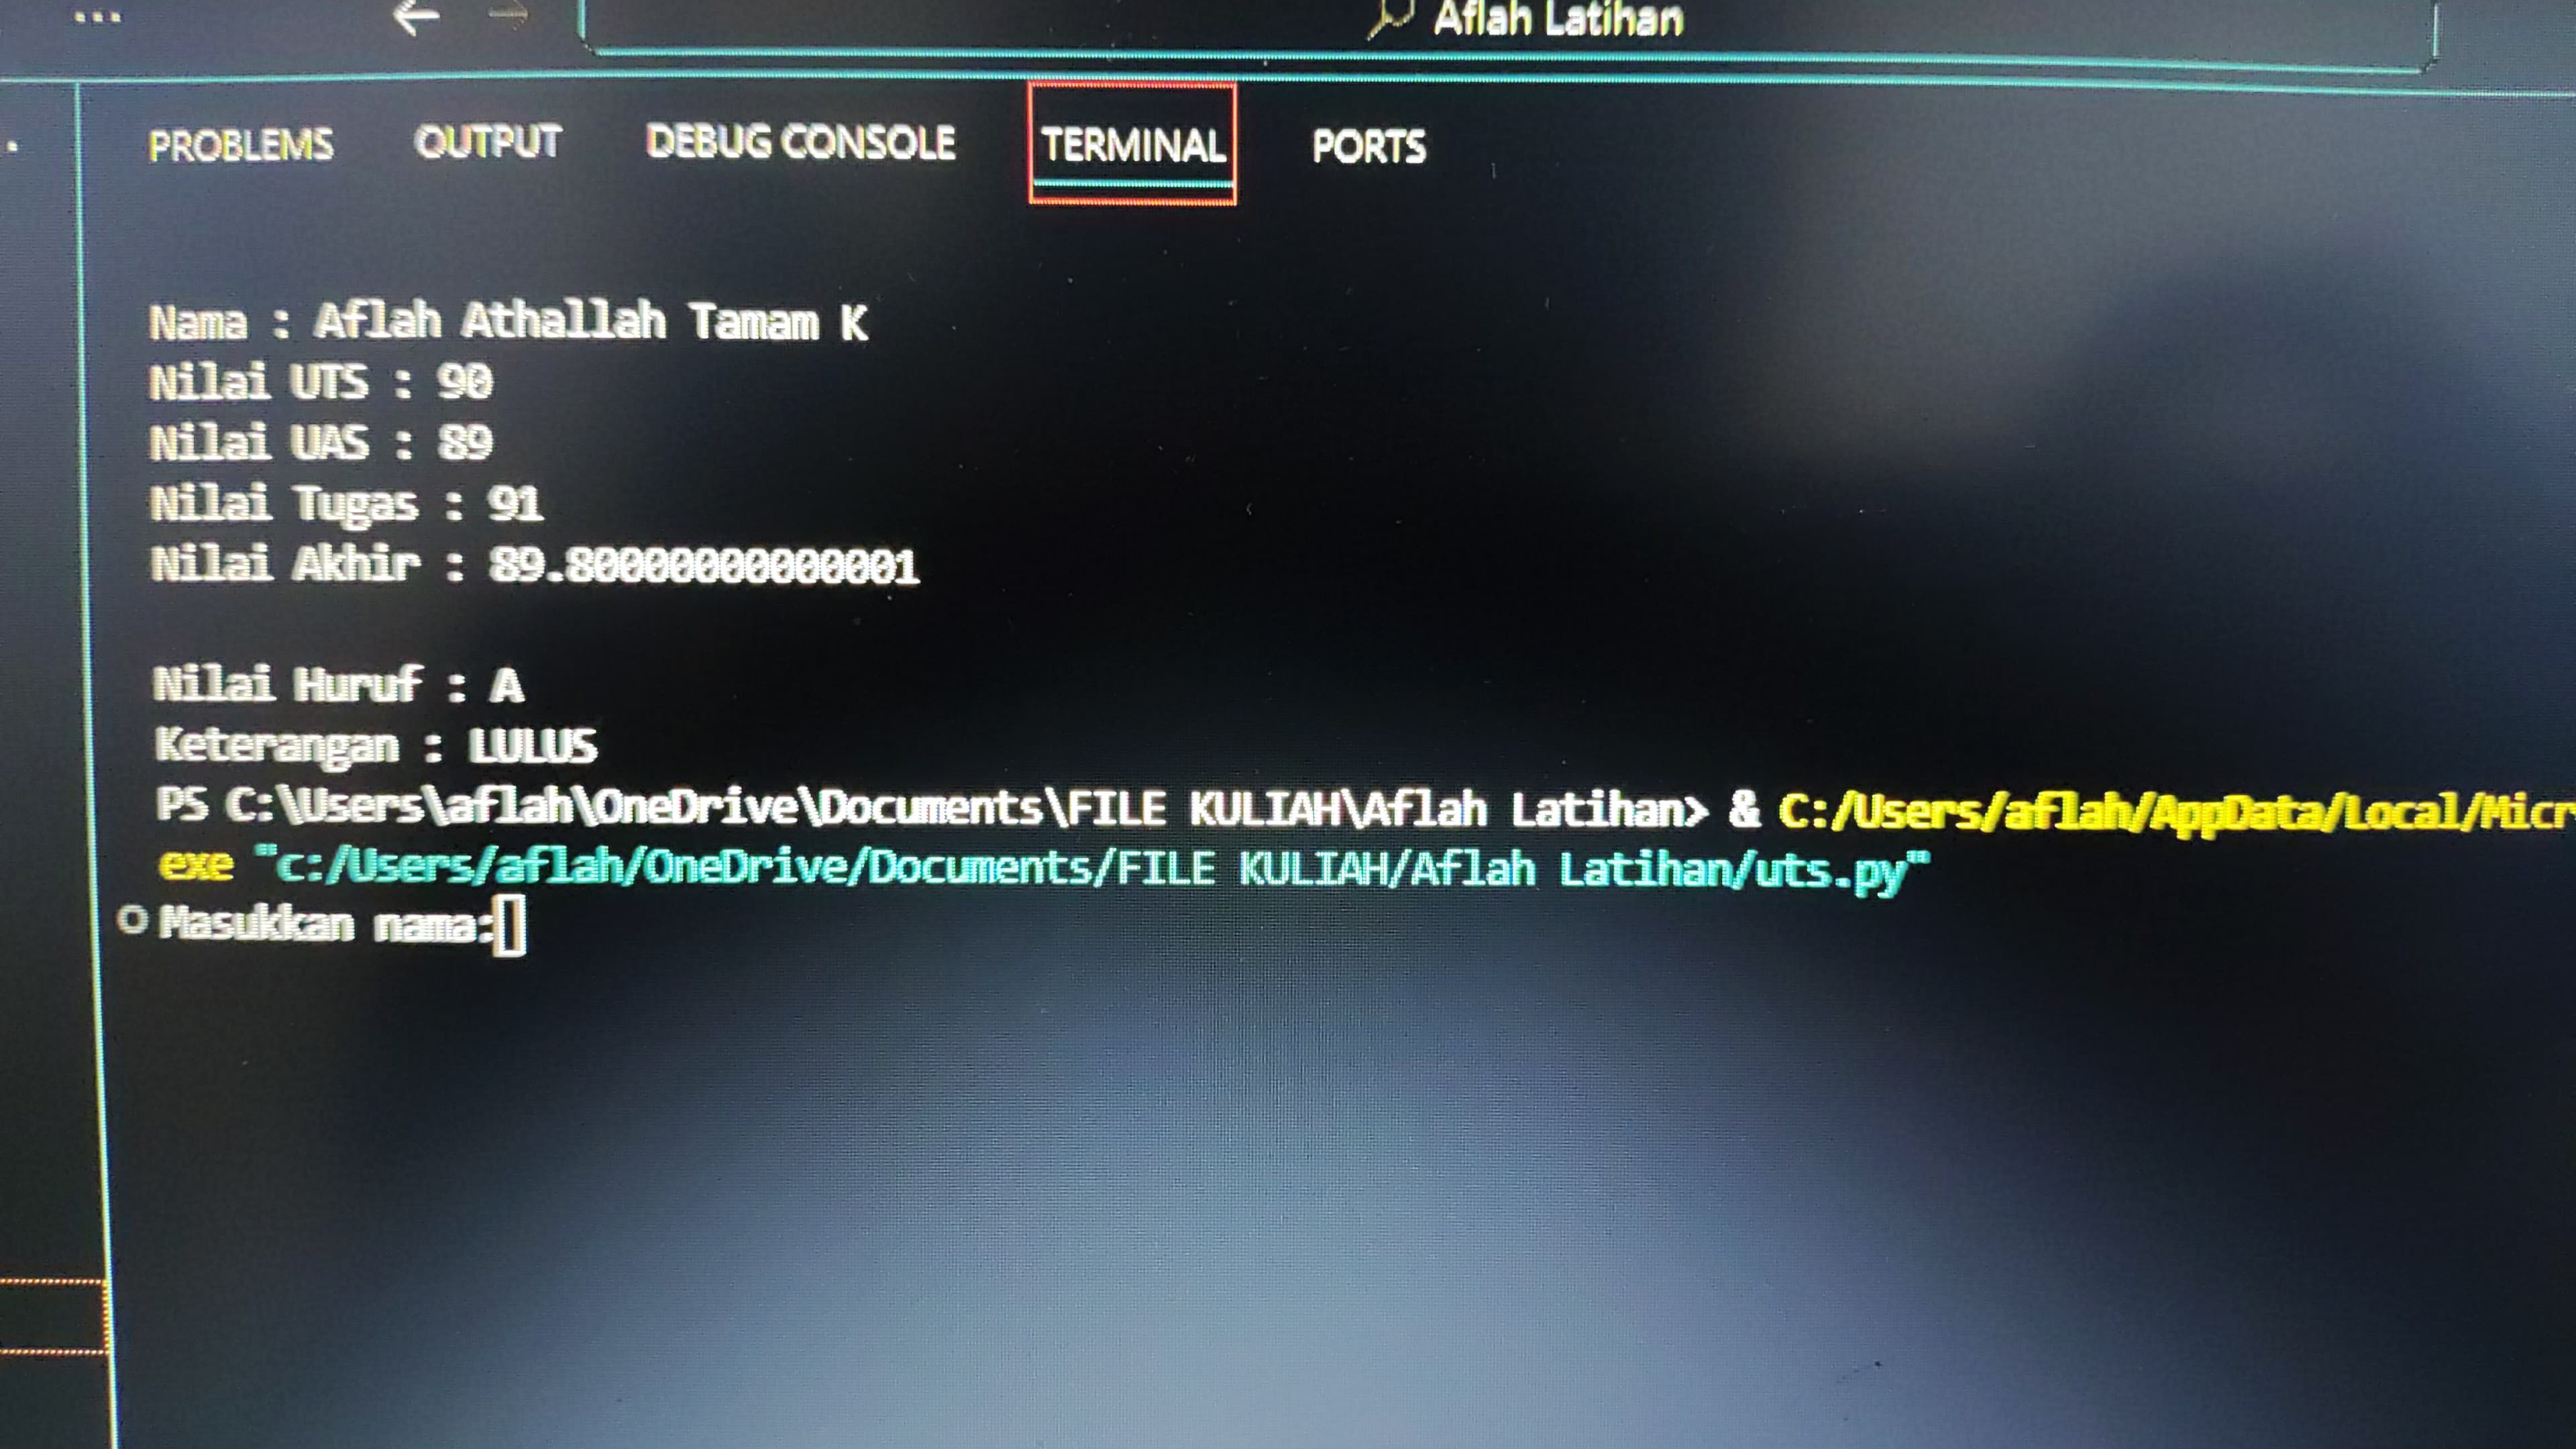 Aflah Latihan
PROBLEMS OUTPUT DEBUG CONSOLE TERMINAL PORTS
Nama : Aflah Athallah Tamam K
Nilai UTS : 90
Nilai UAS : 89
Nilai Tugas : 91
Nilai Akhir : 89.80000000000001
Nilai Huruf : A
Keterangan : LULUS
PS C:\Users\aflah\OneDrive\Documents\FILE KULIAH\Aflah Latihan> & C:/Users/aflah/AppData/Local/Micr
exe "c:/Users/aflah/OneDrive/Documents/FILE KULIAH/Aflah Latihan/uts.py"
Masukkan nama: